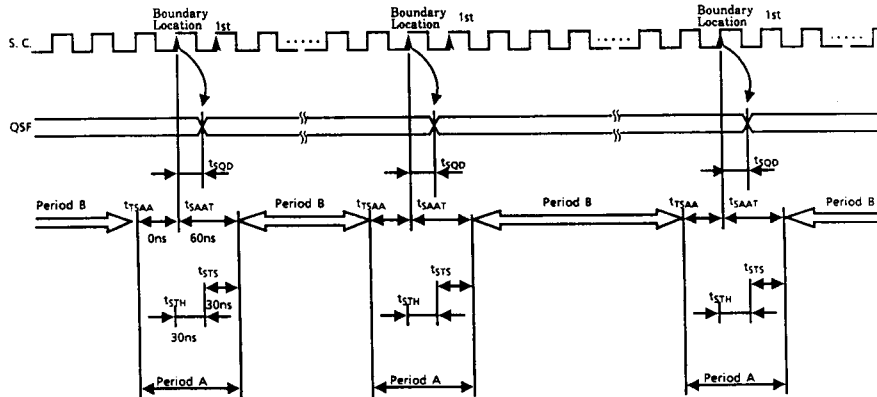 Boundary Location 1st
Boundary Location 1st
Boundary Location 1st
S. C.
QSF
tSQD
tSQD
tSQD
Period B tTSAA tSAAT Period B tTSAA tSAAT Period B tTSAA tSAAT Period B
0ns 60ns
tSTS
tSTS
tSTS
tSTH 30ns
tSTH
tSTH
30ns
Period A
Period A
Period A